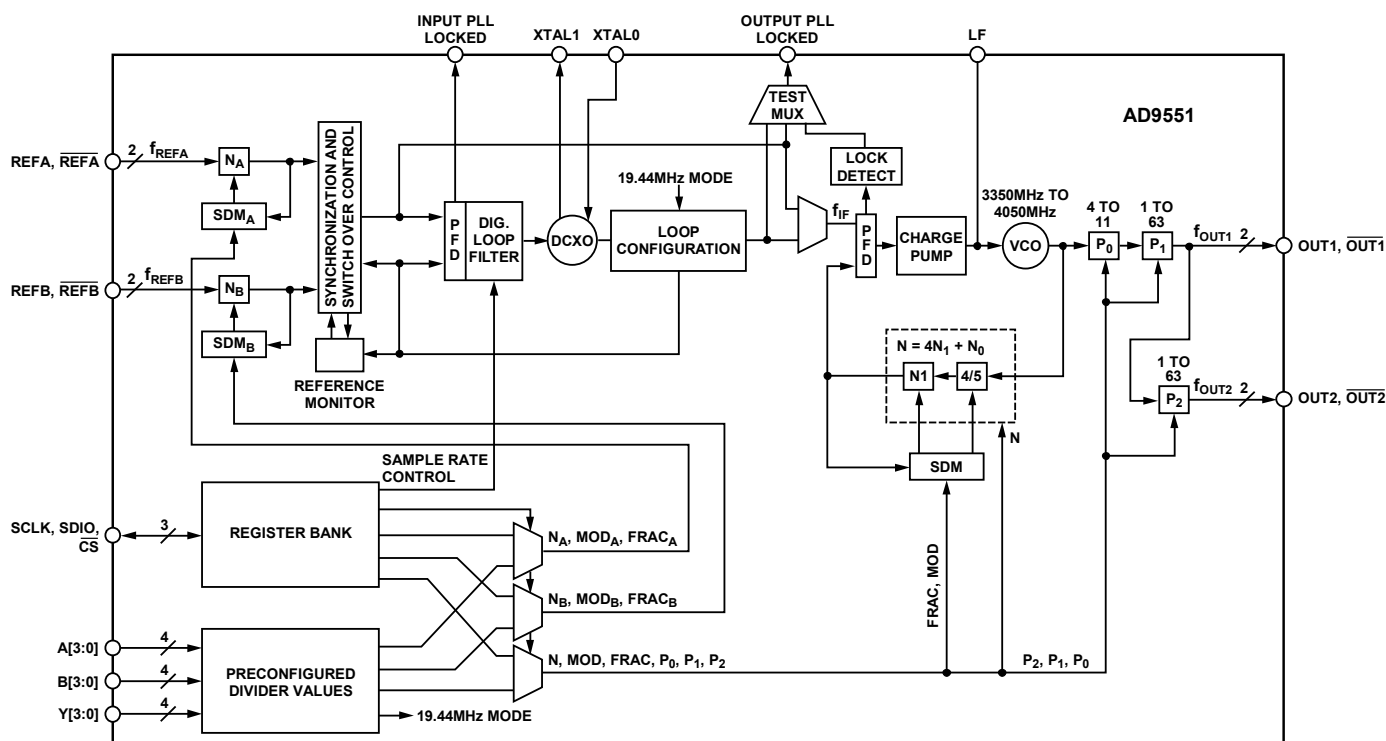 INPUT PLL
LOCKED
XTAL1
XTAL0
OUTPUT PLL
LOCKED
LF
AD9551
TEST
MUX
REFA, REFA
2
fREFA
NA
SDMA
SYNCHRONIZATION AND
SWITCH OVER CONTROL
PFD
DIG.
LOOP
FILTER
DCXO
19.44MHz MODE
LOOP
CONFIGURATION
fIF
LOCK
DETECT
PFD
CHARGE
PUMP
3350MHz TO
4050MHz
VCO
4 TO
11
P0
1 TO
63
P1
fOUT1
2
OUT1, OUT1
REFB, REFB
2
fREFB
NB
SDMB
REFERENCE
MONITOR
N = 4N1 + N0
N1
4/5
N
SDM
1 TO
63
P2
fOUT2
2
OUT2, OUT2
SAMPLE RATE
CONTROL
SCLK, SDIO,
CS
3
REGISTER BANK
NA, MODA, FRACA
NB, MODB, FRACB
FRAC, MOD
A[3:0]
4
B[3:0]
4
Y[3:0]
4
PRECONFIGURED
DIVIDER VALUES
N, MOD, FRAC, P0, P1, P2
P2, P1, P0
19.44MHz MODE